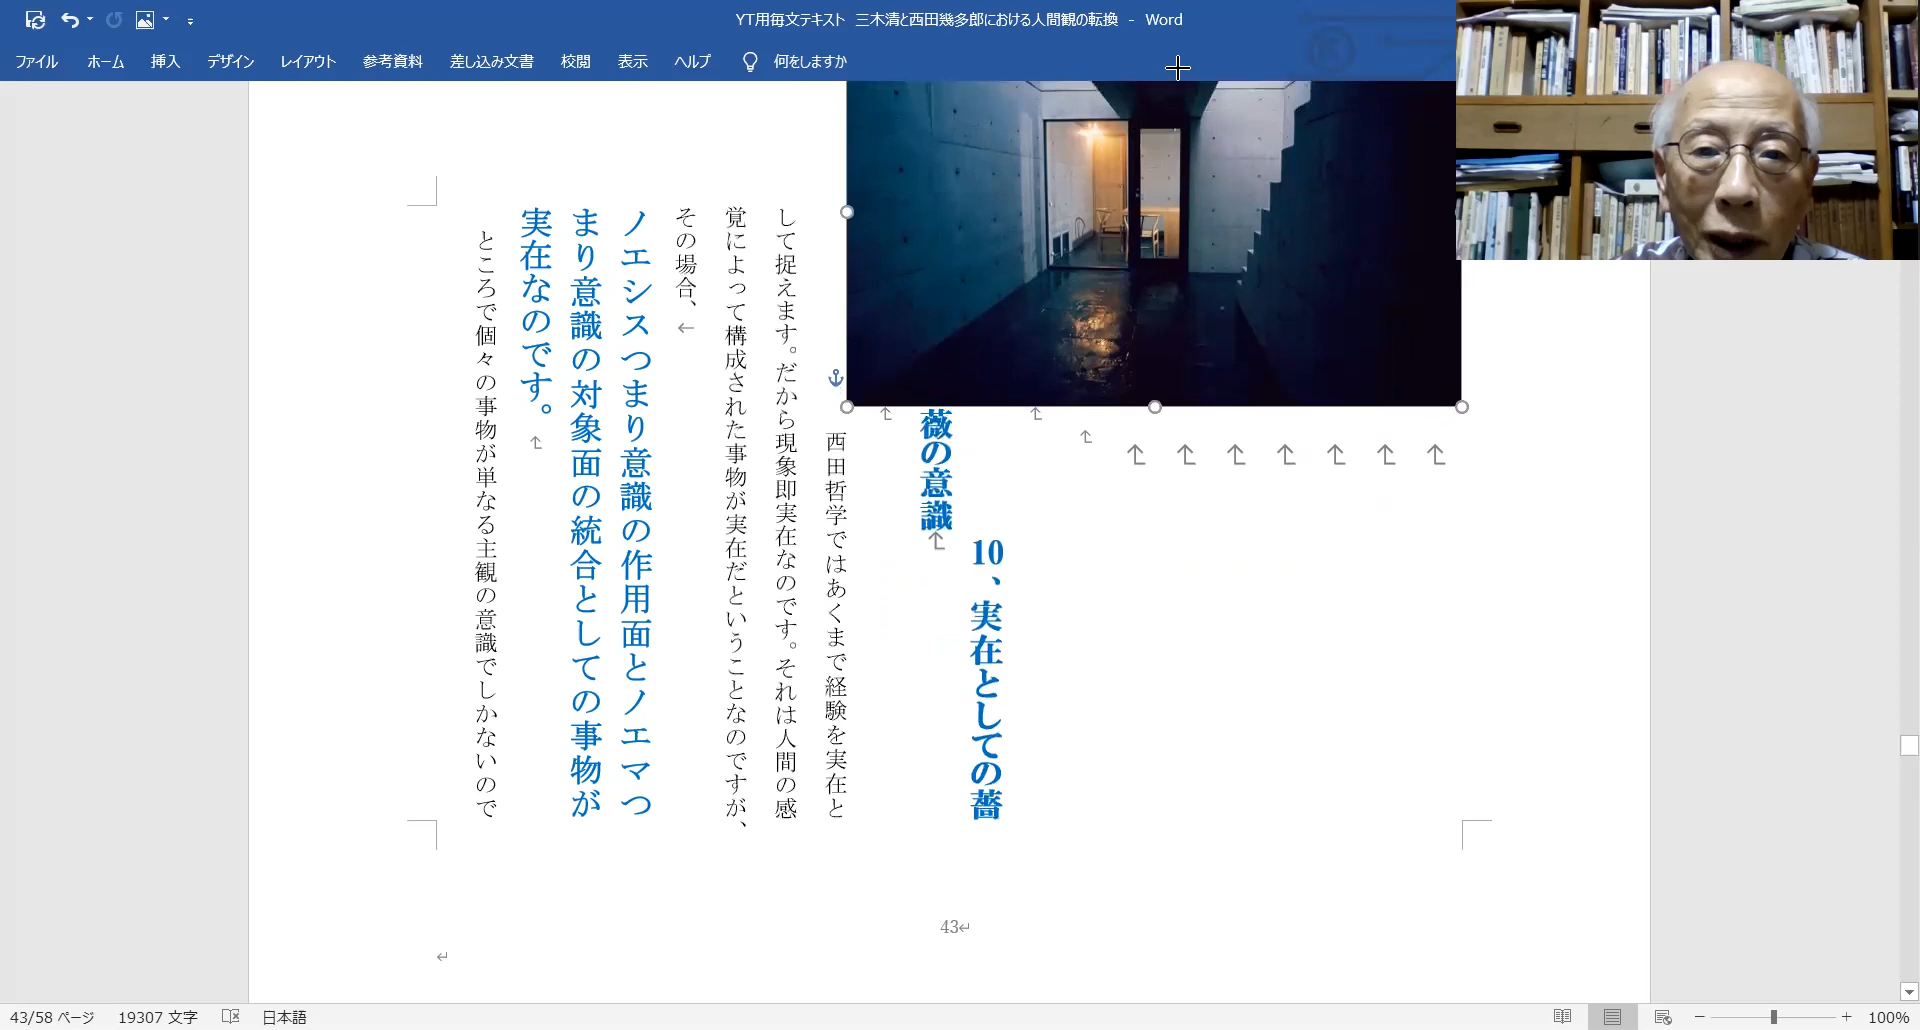 YT用毎文テキスト 三木清と西田幾多郎における人間観の転換 - Word
ファイル ホーム 挿入 デザイン レイアウト 参考資料 差し込み文書 校閲 表示 ヘルプ 何をしますか
10、実在としての薔
薇の意識
西田哲学ではあくまで経験を実在と
して捉えます。だから現象即実在なのです。それは人間の感
覚によって構成された事物が実在だということなのですが、
その場合、
ノエシスつまり意識の作用面とノエマつ
まり意識の対象面の統合としての事物が
実在なのです。
ところで個々の事物が単なる主観の意識でしかないので
43
43/58 ページ 19307 文字 日本語 100%